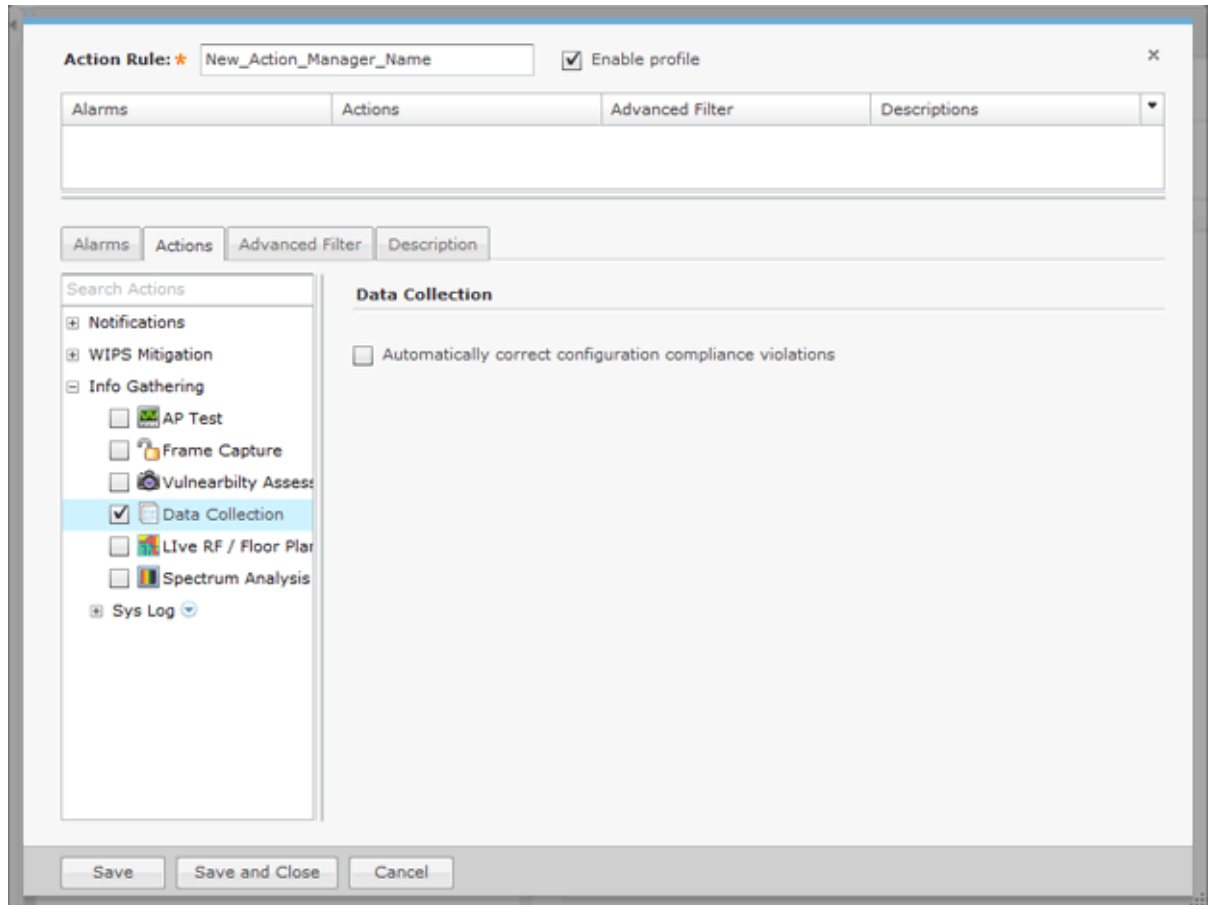 Action Rule: * New_Action_Manager_Name Enable profile
Alarms Actions Advanced Filter Descriptions
Alarms Actions Advanced Filter Description
Search Actions
Data Collection
Notifications
WIPS Mitigation
Automatically correct configuration compliance violations
Info Gathering
AP Test
Frame Capture
Vulnearbilty Assess
Data Collection
LIve RF / Floor Plan
Spectrum Analysis
Sys Log
Save Save and Close Cancel